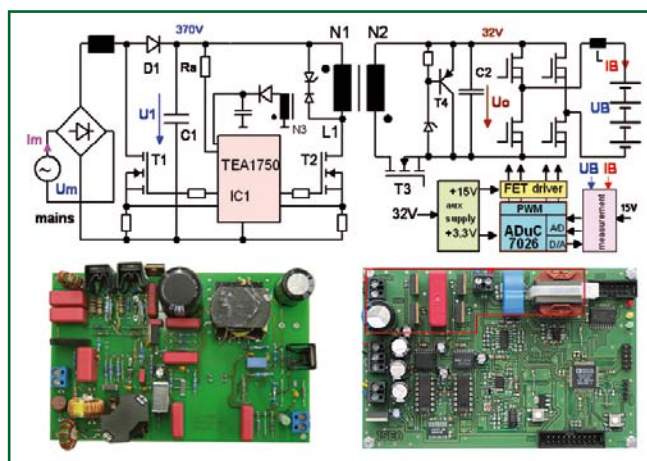 370V
N1
N2
32V
D1
Rs
L
IB
U1
C1
N3
L1
T4
C2
Uo
UB
Im
Um
mains
T1
TEA1750
IC1
T2
T3
UB
IB
32V
+15V
aux
supply
+3.3V
FET driver
PWM
ADuC
7026
A/D
D/A
measurement
15V
ISEA